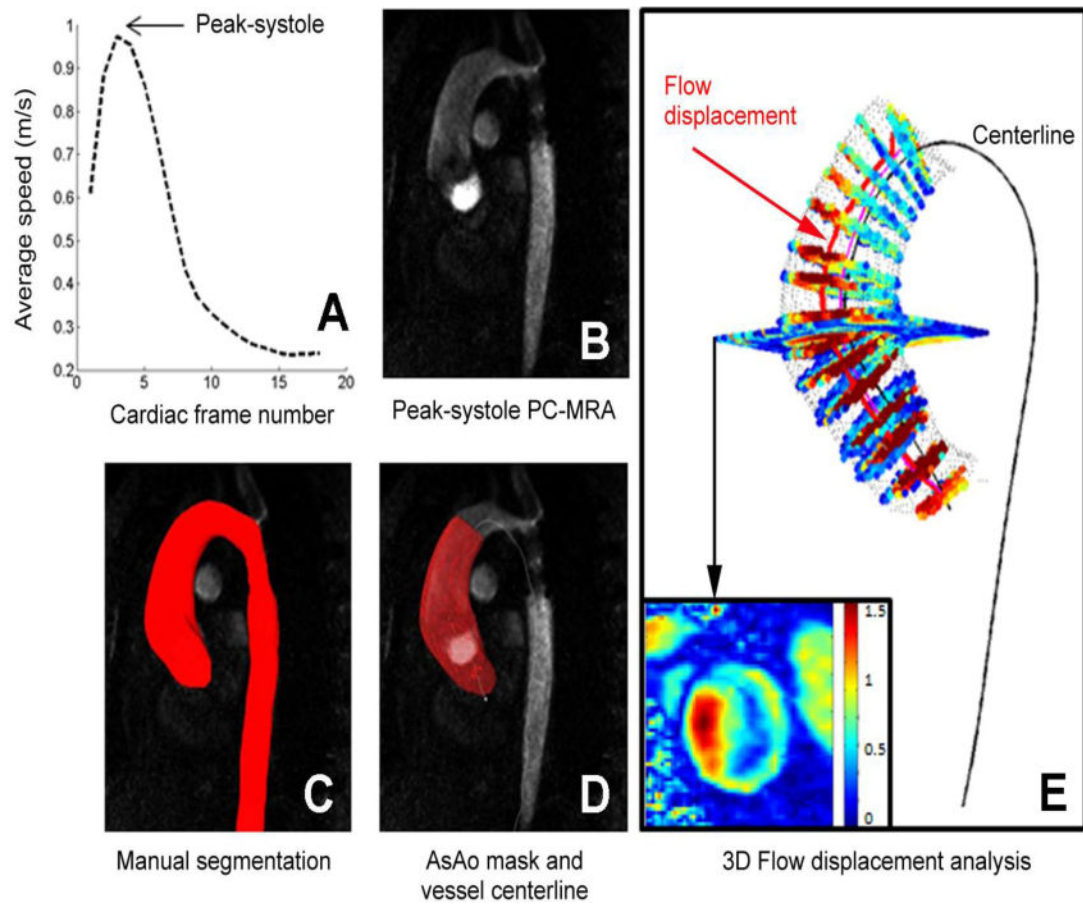 1
0.9
0.8
0.7
0.6
0.5
0.4
0.3
0.2
0
5
10
15
20
Average speed (m/s)
Cardiac frame number
Peak-systole
A
B
Peak-systole PC-MRA
C
Manual segmentation
D
AsAo mask and
vessel centerline
Flow
displacement
Centerline
1.5
1
0.5
0
E
3D Flow displacement analysis